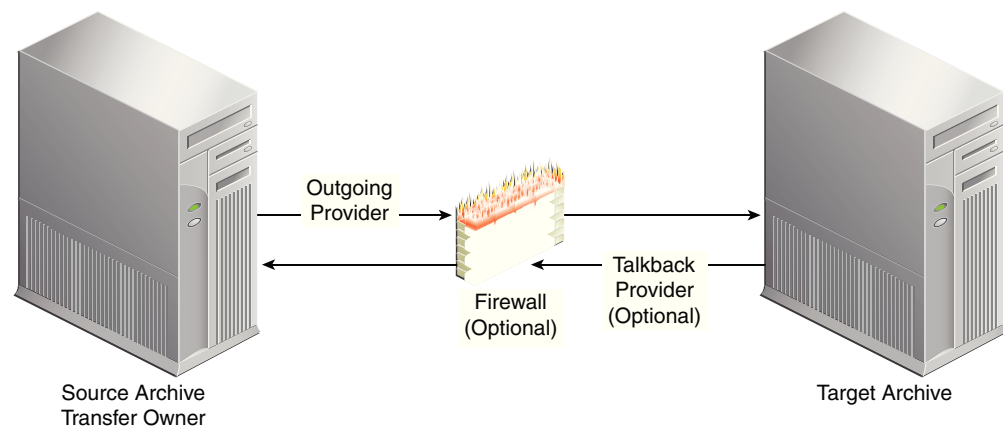 Outgoing
Provider
Firewall
(Optional)
Talkback
Provider
(Optional)
Source Archive
Transfer Owner
Target Archive